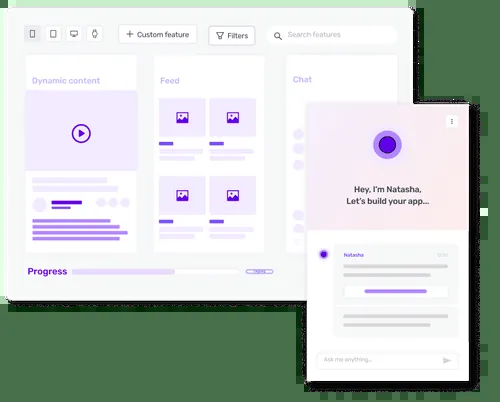 Custom feature
Filters
Search features
Dynamic content
Feed
Chat
Hey, I'm Natasha,
Let's build your app...
Progress
Natasha
Ask me anything...